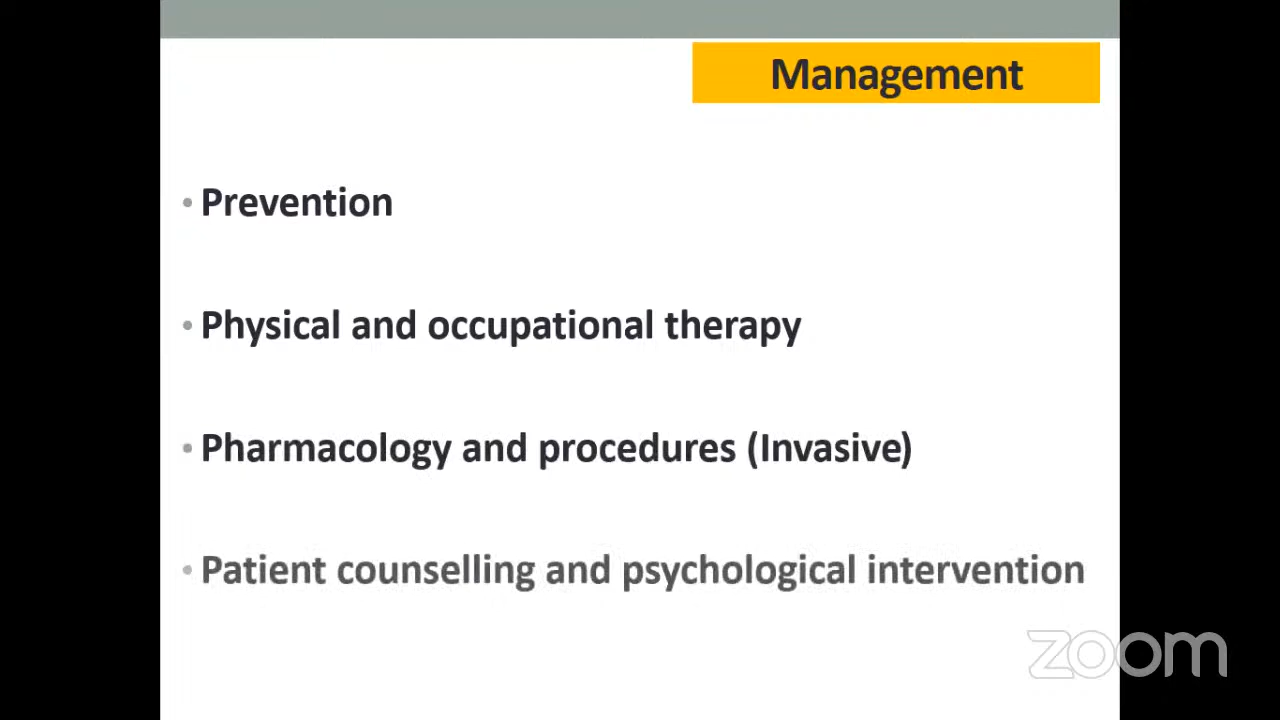 Management
• Prevention
• Physical and occupational therapy
• Pharmacology and procedures (Invasive)
• Patient counselling and psychological intervention
zoom